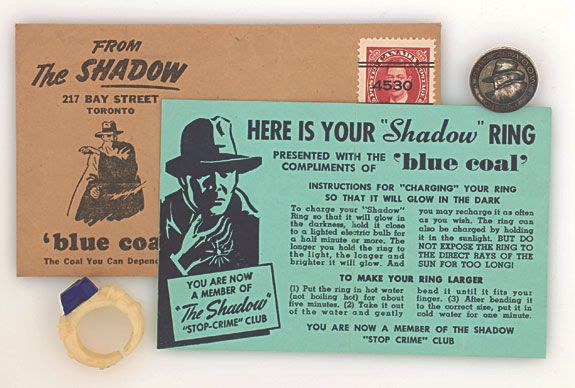 FROM
The SHADOW
217 BAY STREET
TORONTO
'blue coa
The Coal You Can Depend
CANADA
4530
HERE IS YOUR "Shadow" RING
PRESENTED WITH THE
COMPLIMENTS OF 'blue coal'
INSTRUCTIONS FOR "CHARGING" YOUR RING
SO THAT IT WILL GLOW IN THE DARK
To charge your "Shadow"
Ring so that it will glow in
the darkness, hold it close
to a lighted electric bulb for
a half minute or more. The
longer you hold the ring to
the light, the longer and
brighter it will glow. And
you may recharge it as often
as you wish. The ring can
also be charged by holding
it in the sunlight. BUT DO
NOT EXPOSE THE RING TO
THE DIRECT RAYS OF THE
SUN FOR TOO LONG!
TO MAKE YOUR RING LARGER
(1) Put the ring in hot water
(not boiling hot) for about
five minutes. (2) Take it out
of the water and gently
bend it until it fits your
finger. (3) After bending it
to the correct size, put it in
cold water for one minute.
YOU ARE NOW A MEMBER OF THE SHADOW
"STOP CRIME" CLUB
YOU ARE NOW
A MEMBER OF
"The Shadow"
"STOP-CRIME" CLUB